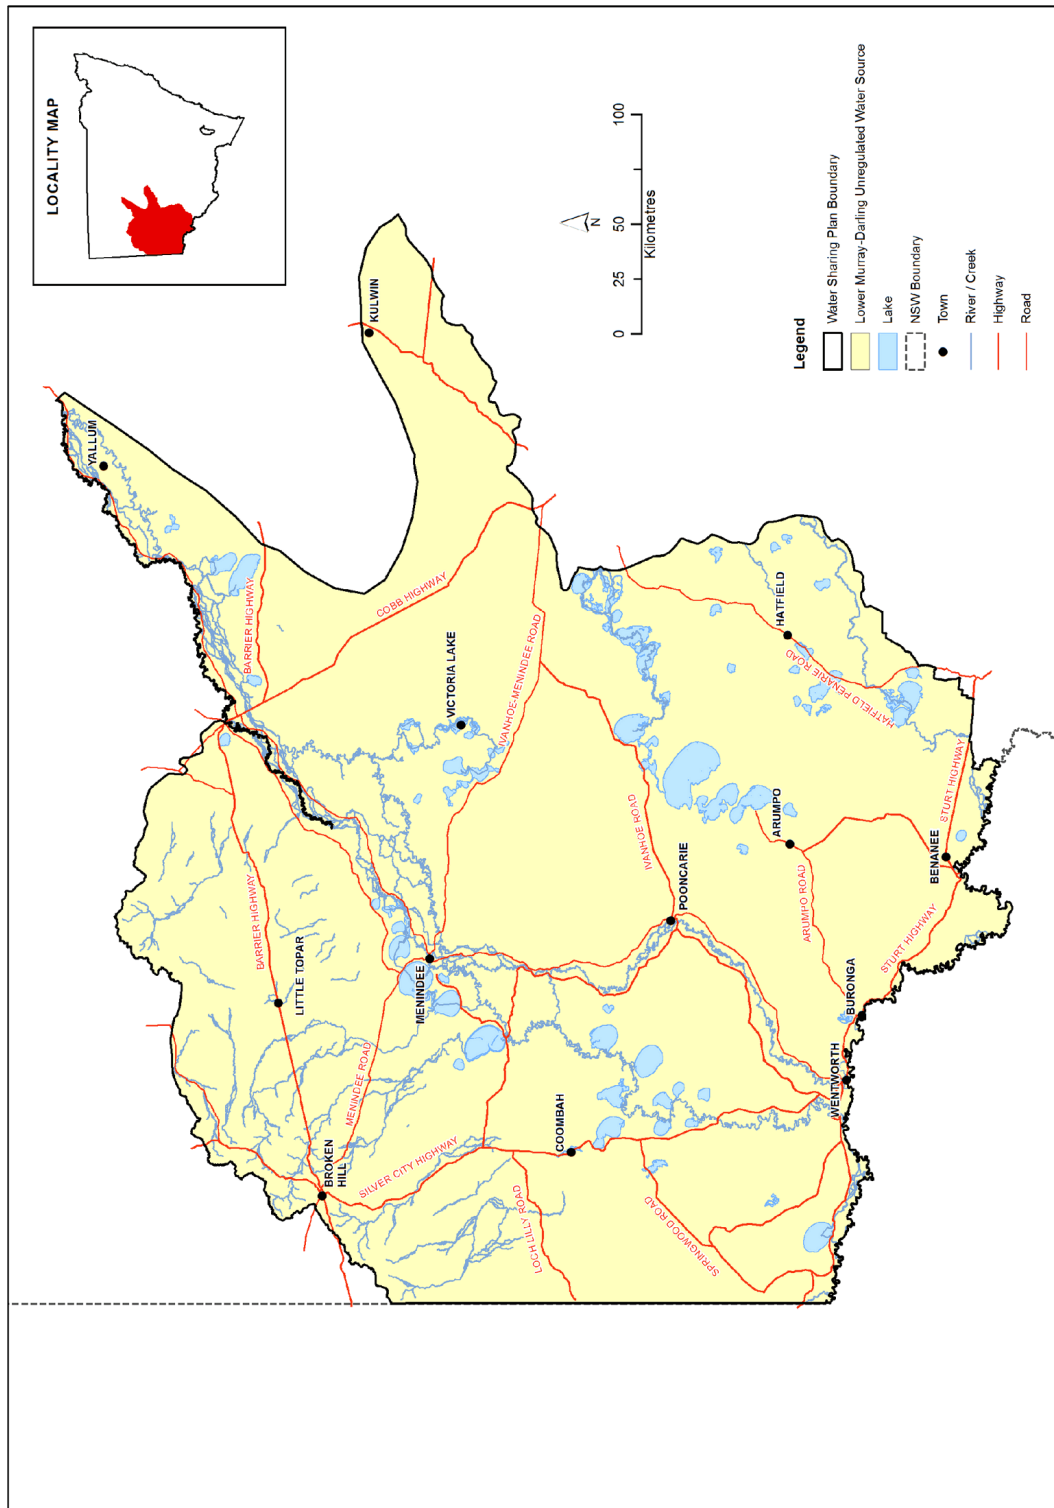 LOCALITY MAP
YALLUM
KULWIN
BARRIER HIGHWAY
COBB HIGHWAY
VICTORIA LAKE
IVANHOE-MENINDEE ROAD
BARRIER HIGHWAY
LITTLE TOPAR
MENINDEE ROAD
MENINDEE
BROKEN
HILL
SILVER CITY HIGHWAY
COOMBAH
LOCH LILLY ROAD
SPRINGWOOD ROAD
IVANHOE ROAD
POONCARIE
HATFIELD
HATFIELD PENARIE ROAD
ARUMPO
ARUMPO ROAD
STURT HIGHWAY
BENANEE
STURT HIGHWAY
BURONGA
WENTWORTH
N
0 25 50 100
Kilometres
Legend
Water Sharing Plan Boundary
Lower Murray-Darling Unregulated Water Source
Lake
NSW Boundary
Town
River / Creek
Highway
Road